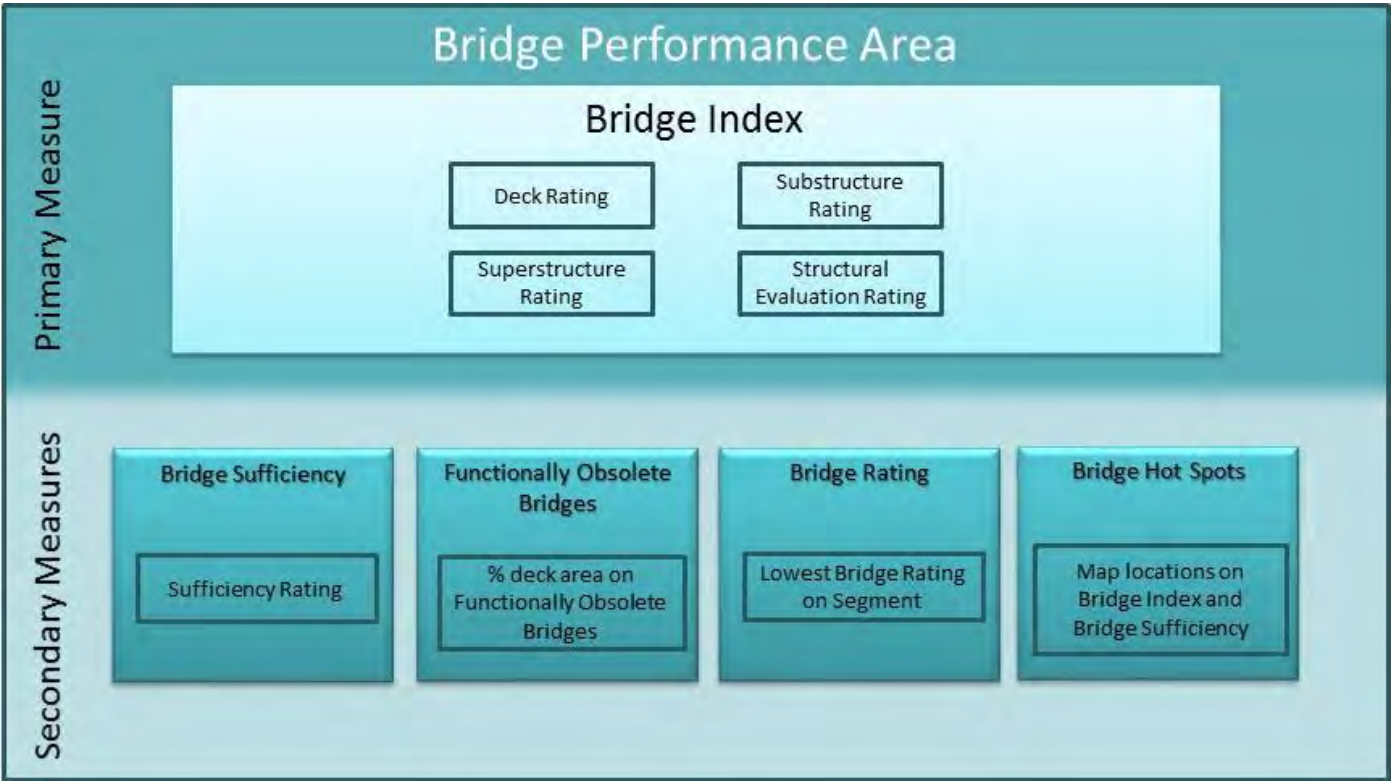 Bridge Performance Area
Primary Measure
Bridge Index
Deck Rating
Substructure
Rating
Superstructure
Rating
Structural
Evaluation Rating
Secondary Measures
Bridge Sufficiency
Sufficiency Rating
Functionally Obsolete
Bridges
% deck area on
Functionally Obsolete
Bridges
Bridge Rating
Lowest Bridge Rating
on Segment
Bridge Hot Spots
Map locations on
Bridge Index and
Bridge Sufficiency